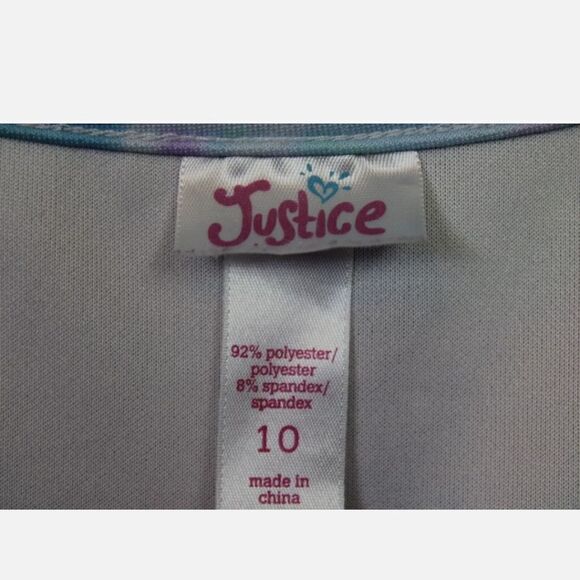 Justice
92% polyester/
polyester
8% spandex/
spandex
10
made in
china